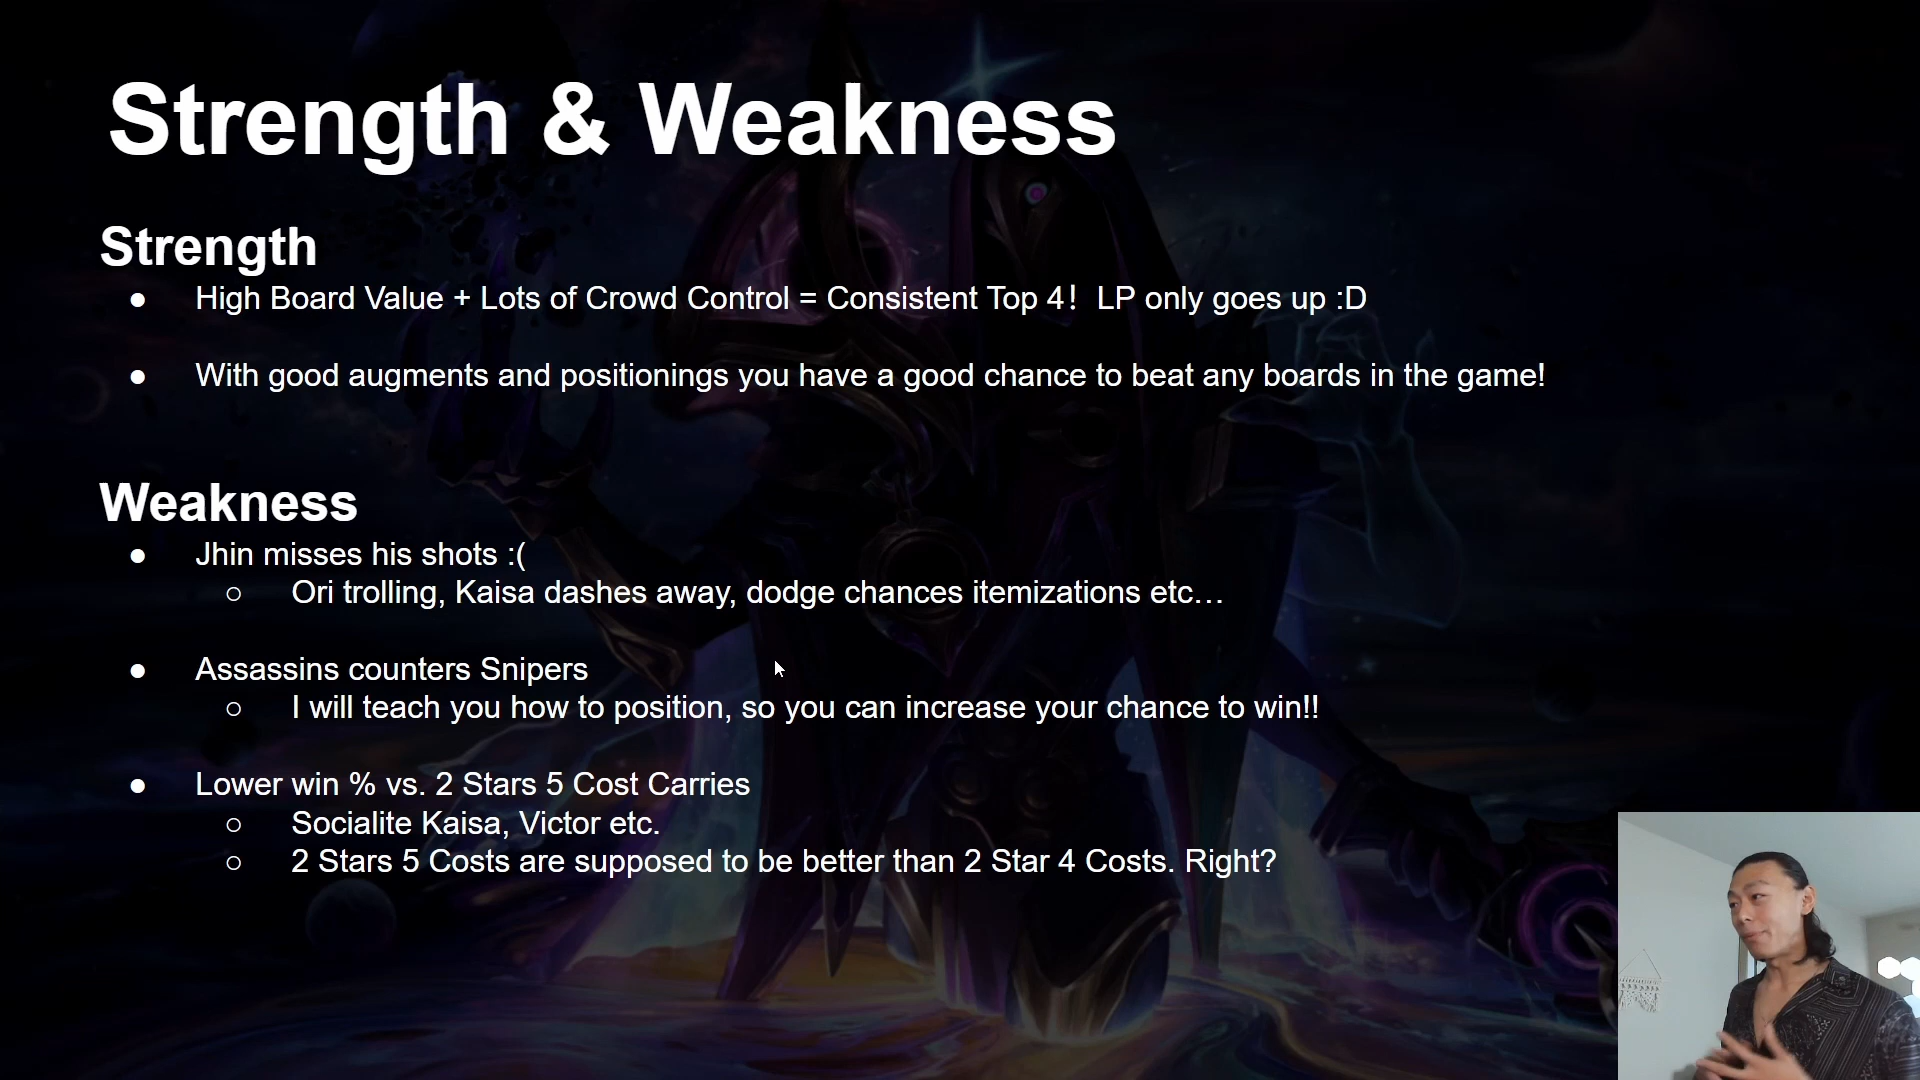 Strength & Weakness
Strength
● High Board Value + Lots of Crowd Control = Consistent Top 4！LP only goes up :D
● With good augments and positionings you have a good chance to beat any boards in the game!
Weakness
● Jhin misses his shots :(
○ Ori trolling, Kaisa dashes away, dodge chances itemizations etc…
● Assassins counters Snipers
○ I will teach you how to position, so you can increase your chance to win!!
● Lower win % vs. 2 Stars 5 Cost Carries
○ Socialite Kaisa, Victor etc.
○ 2 Stars 5 Costs are supposed to be better than 2 Star 4 Costs. Right?